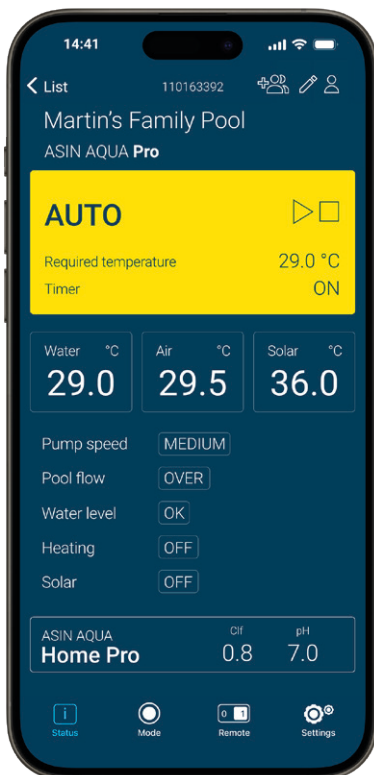 14:41
List 110163392
Martin's Family Pool
ASIN AQUA Pro
AUTO
Required temperature 29.0 °C
Timer ON
Water °C Air °C Solar °C
29.0 29.5 36.0
Pump speed MEDIUM
Pool flow OVER
Water level OK
Heating OFF
Solar OFF
ASIN AQUA Clf pH
Home Pro 0.8 7.0
i 0 1
Status Mode Remote Settings